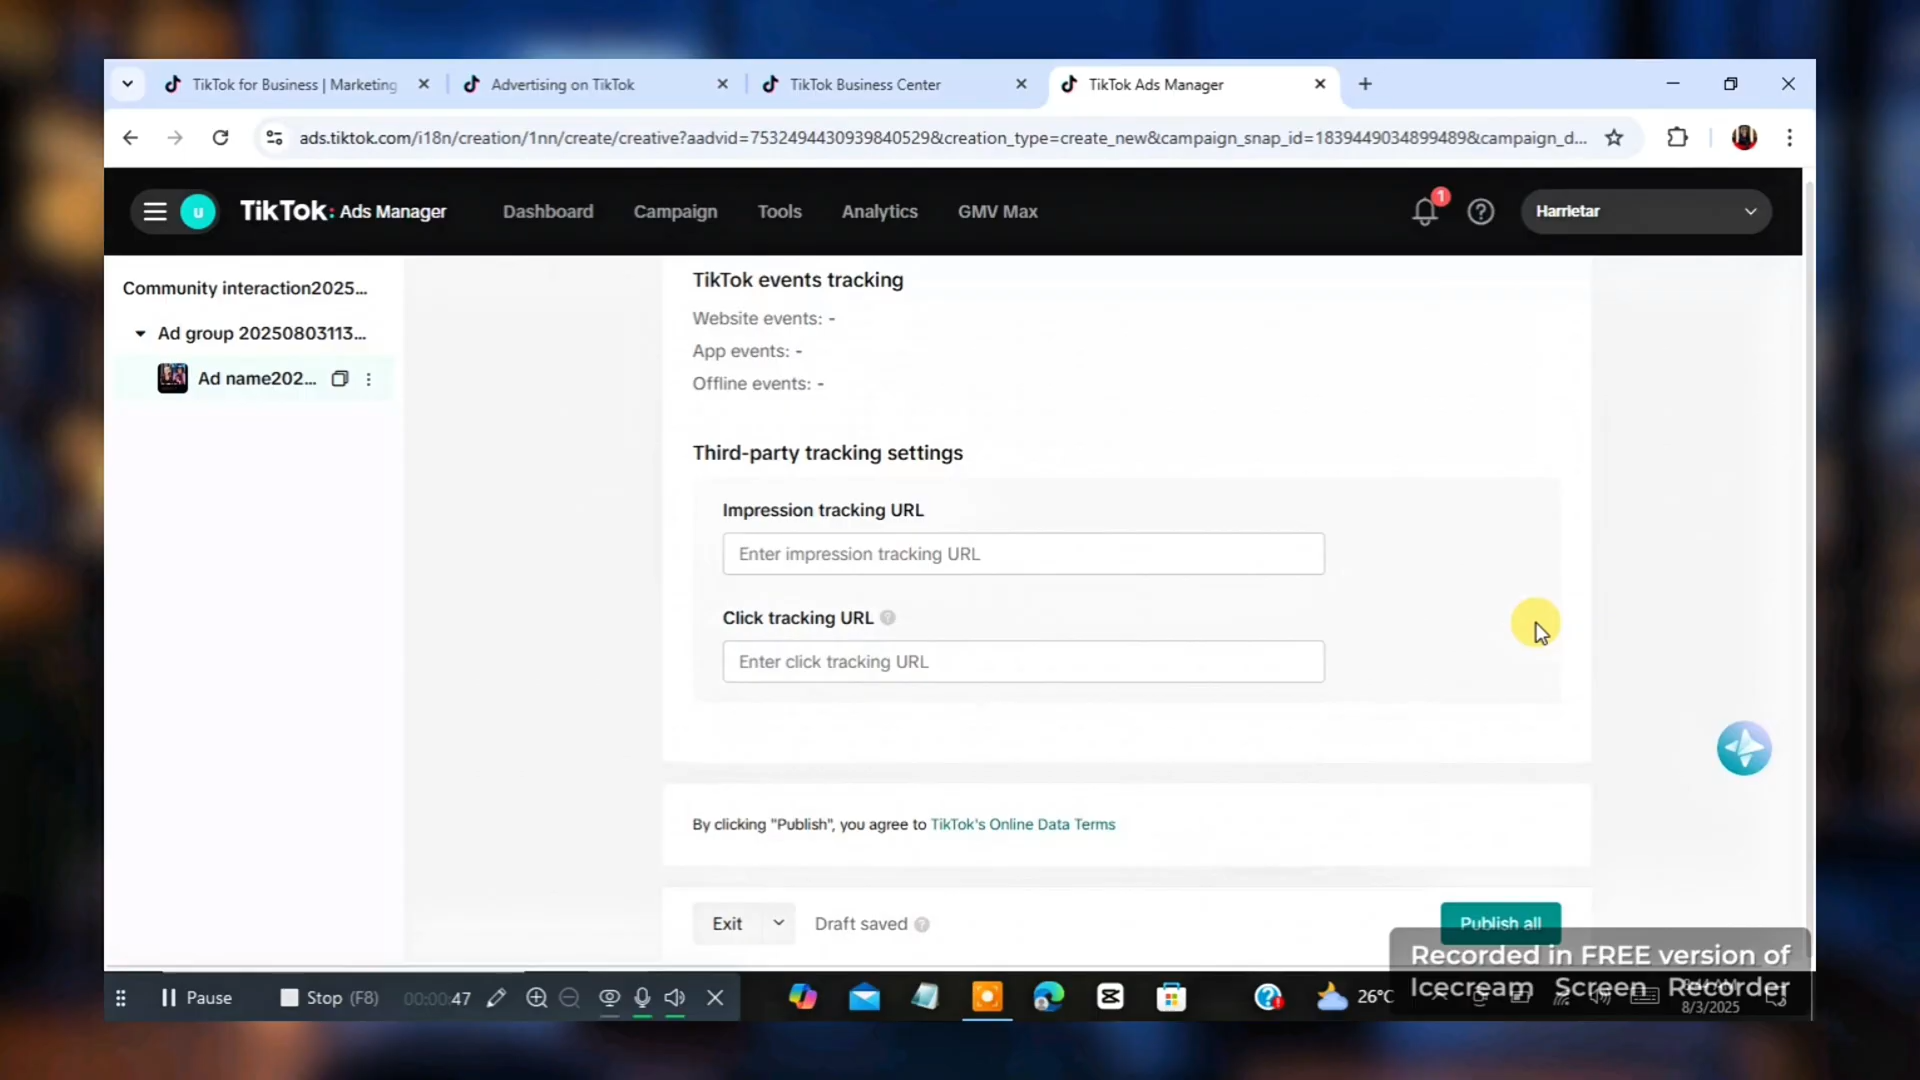 TikTok for Business | Marketing
Advertising on TikTok
TikTok Business Center
TikTok Ads Manager
ads.tiktok.com/i18n/creation/1nn/create/creative?aadvid=7532494430939840529&creation_type=create_new&campaign_snap_id=1839449034899489&campaign_d...
u
TikTok: Ads Manager
Dashboard
Campaign
Tools
Analytics
GMV Max
1
Harrietar
Community interaction2025...
Ad group 20250803113...
Ad name202...
TikTok events tracking
Website events: -
App events: -
Offline events: -
Third-party tracking settings
Impression tracking URL
Enter impression tracking URL
Click tracking URL
Enter click tracking URL
By clicking "Publish", you agree to TikTok's Online Data Terms
Exit
Draft saved
Publish all
Recorded in FREE version of
Icecream Screen Recorder
Pause
Stop (F8)
00:00:47
26°C
8/3/2025